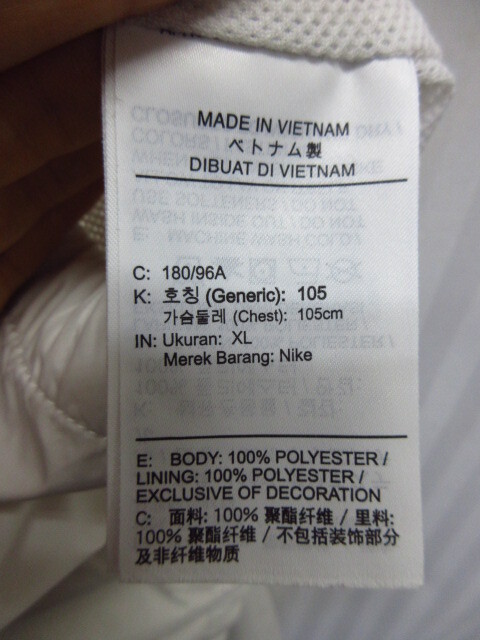 MADE IN VIETNAM
ベトナム製
DIBUAT DI VIETNAM
C: 180/96A
K: 호칭 (Generic): 105
가슴둘레 (Chest): 105cm
IN: Ukuran: XL
Merek Barang: Nike
E: BODY: 100% POLYESTER /
LINING: 100% POLYESTER /
EXCLUSIVE OF DECORATION
C: 面料: 100% 聚酯纤维 / 里料:
100% 聚酯纤维 / 不包括装饰部分
及非纤维物质